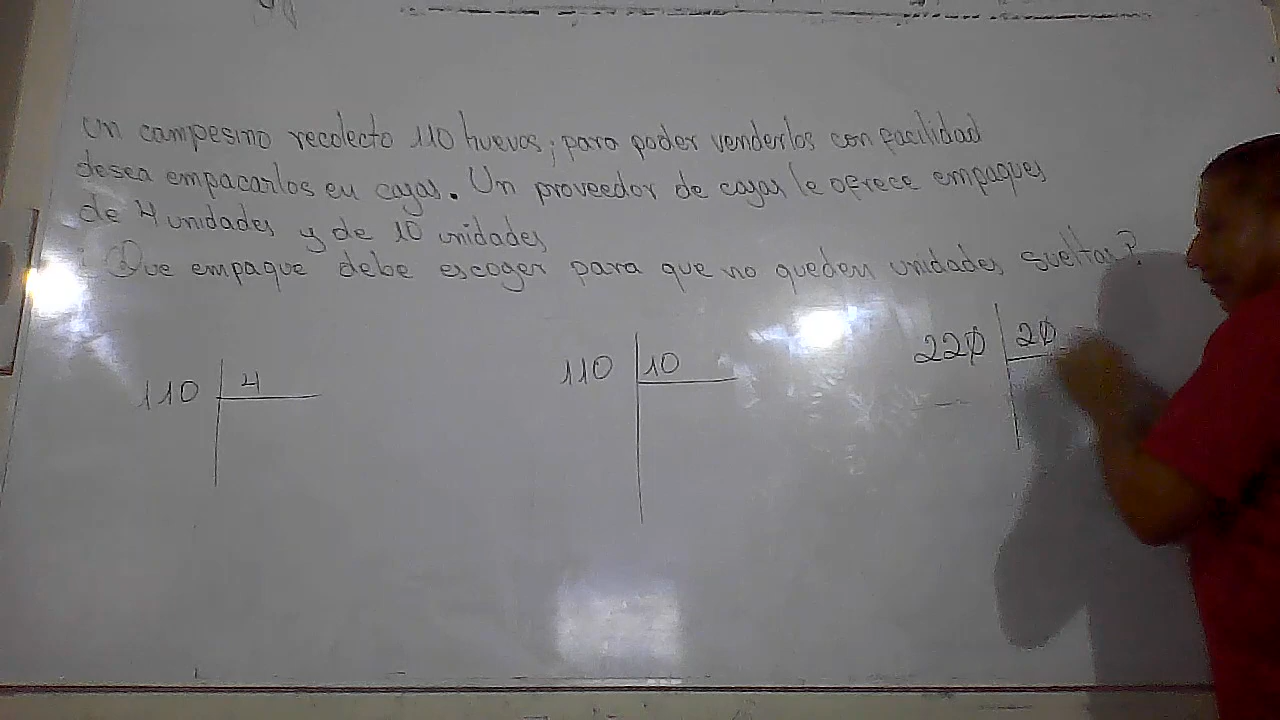 Un campesino recolecto 110 huevos; para poder venderlos con facilidad
desea empacarlos en cajas. Un proveedor de cajas le ofrece empaques
de 4 unidades y de 10 unidades
¿Que empaque debe escoger para que no queden unidades sueltas?
110 4
110 10
220 20